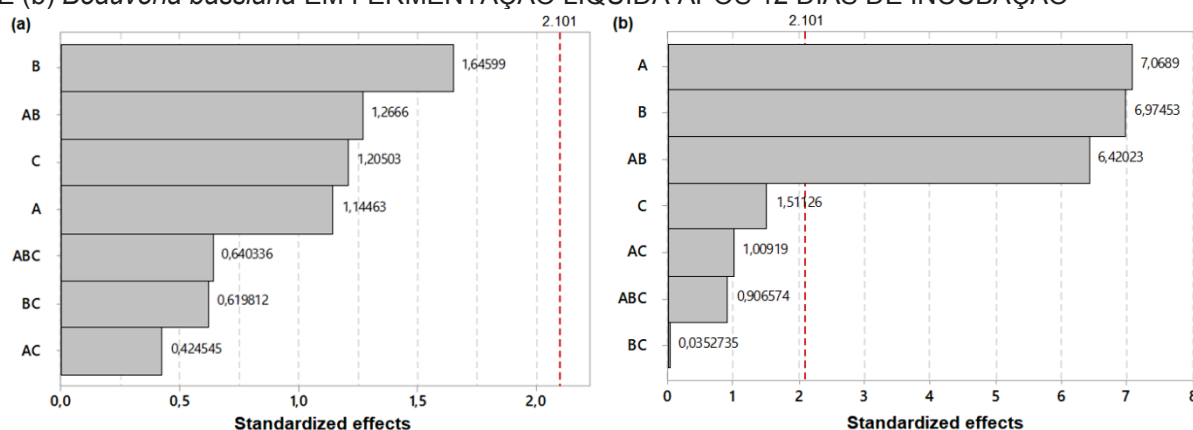 E (b) Beauveria bassiana EM FERMENTAÇÃO LÍQUIDA APÓS 12 DIAS DE INCUBAÇÃO
(a)
2.101
B
1,64599
AB
1,2666
C
1,20503
A
1,14463
ABC
0,640336
BC
0,619812
AC
0,424545
0,0 0,5 1,0 1,5 2,0
Standardized effects
(b)
2.101
A
7,0689
B
6,97453
AB
6,42023
C
1,51126
AC
1,00919
ABC
0,906574
BC
0,0352735
0 1 2 3 4 5 6 7 8
Standardized effects